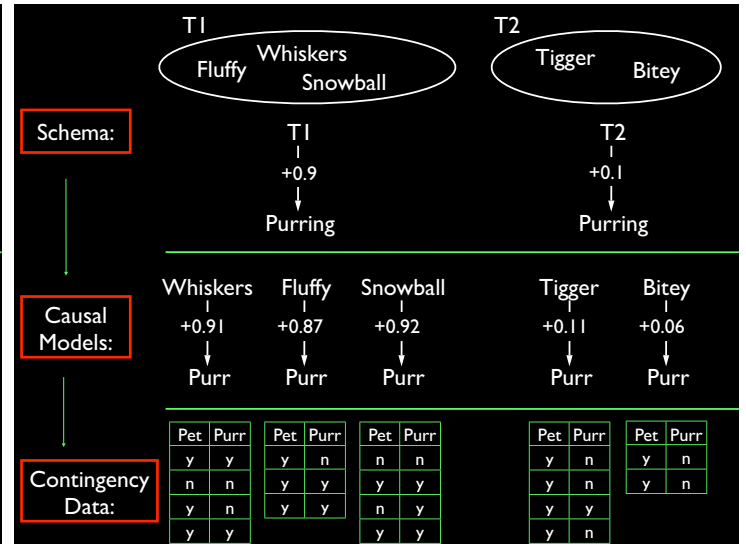 T1 T2
Whiskers Tigger
Fluffy Bitey
Snowball
Schema: T1 T2
+0.9 +0.1
Purring Purring
Whiskers Fluffy Snowball Tigger Bitey
Causal Models: +0.91 +0.87 +0.92 +0.11 +0.06
Purr Purr Purr Purr Purr
Pet Purr Pet Purr Pet Purr Pet Purr Pet Purr
y y y n n n y n y n
n n y y y y y n y n
Contingency Data: y n y y n y y y
y y y y y n